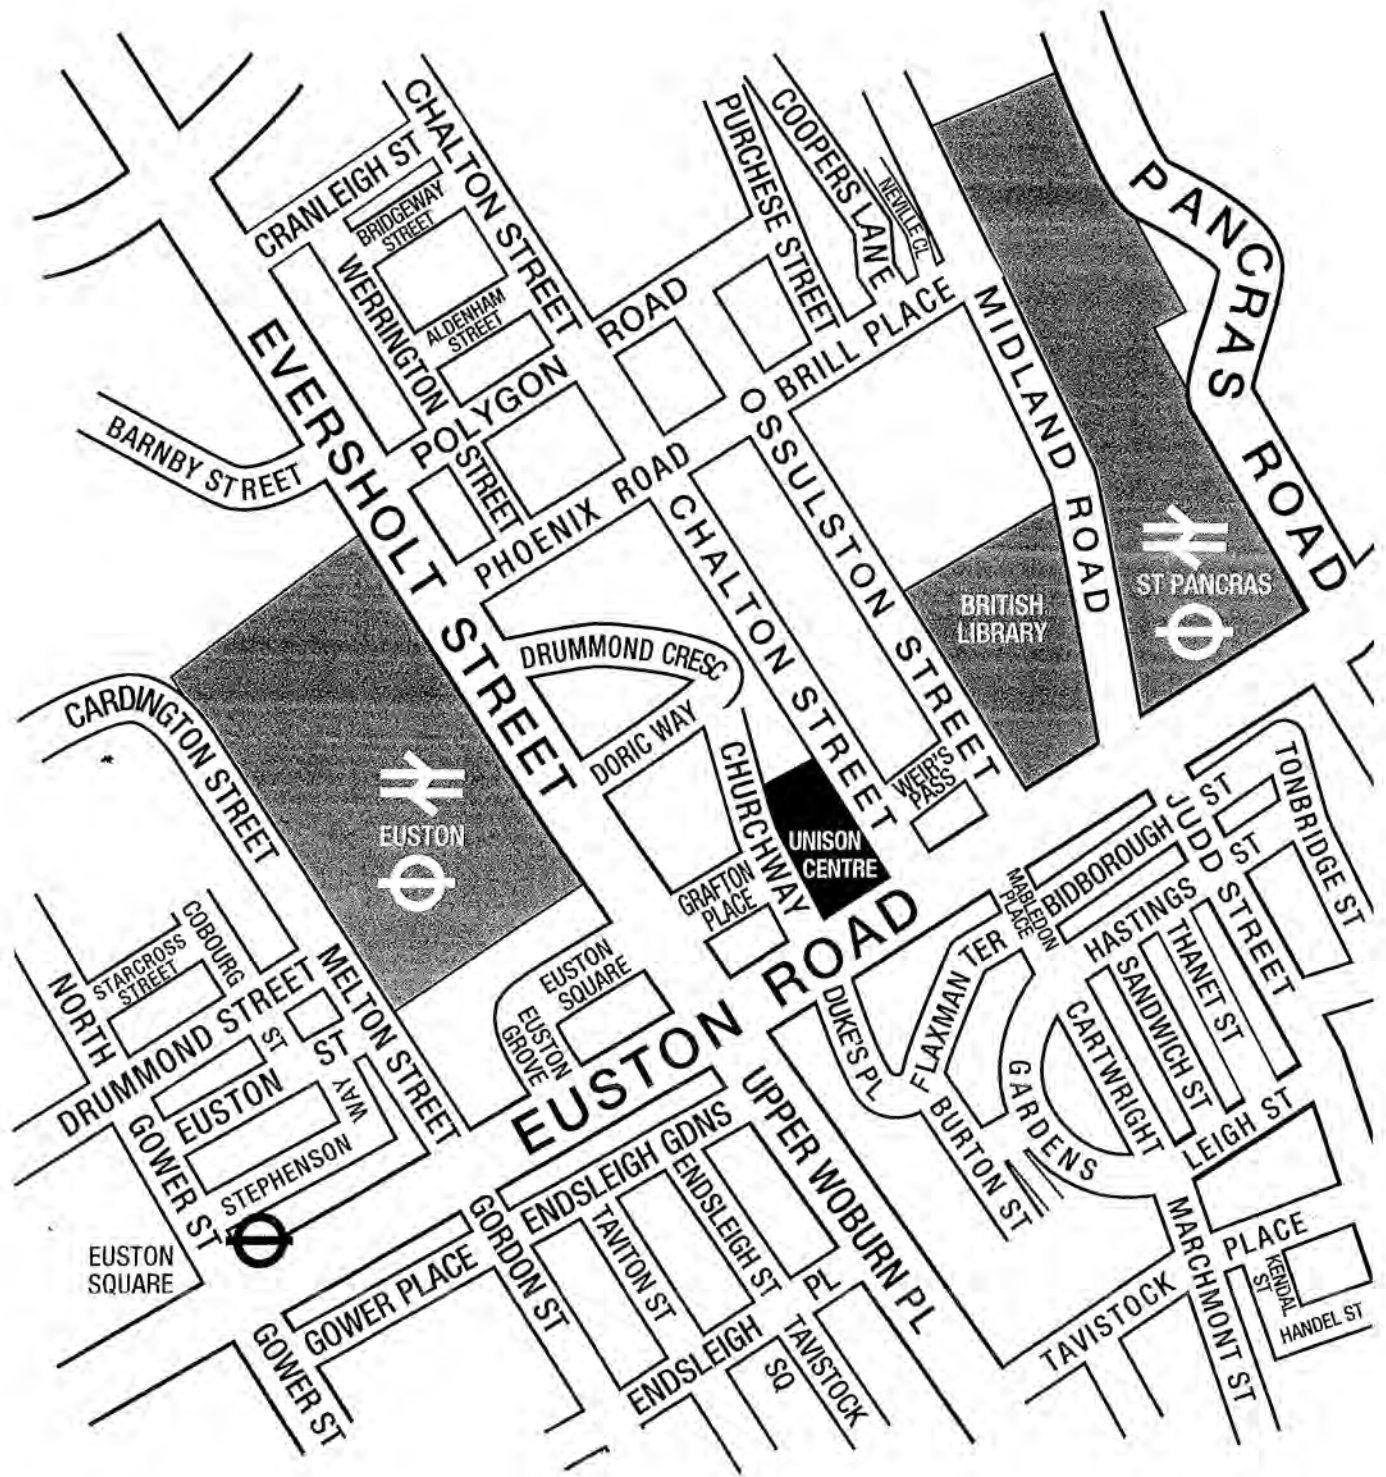 CHALTON STREET
CRANLEIGH ST
BRIDGEWAY
STREET
WERRINGTON
STREET
ALDENHAM
STREET
POLYGON
ROAD
PURCHESE STREET
COOPERS LANE
NEVILLE CL
BRILL PLACE
PANCRAS ROAD
MIDLAND ROAD
EVERSHOLT STREET
BARNBY STREET
PHOENIX ROAD
OSSULSTON STREET
CHALTON STREET
BRITISH
LIBRARY
ST PANCRAS
DRUMMOND CRESC
DORIC WAY
CHURCHWAY
CARDINGTON STREET
EUSTON
UNISON
CENTRE
WEIR'S
PASS
GRAFTON
PLACE
JUDD STREET
TONBRIDGE ST
BIDBOROUGH
ST
MABLEDON
PLACE
HASTINGS
ST
THANET ST
SANDWICH ST
CARTWRIGHT
GARDENS
FLAXMAN TER
DUKE'S PL
BURTON ST
LEIGH ST
COBOURG
ST
STARCROSS
STREET
NORTH
GOWER ST
DRUMMOND STREET
MELTON STREET
EUSTON
ST
STEPHENSON
WAY
EUSTON
SQUARE
EUSTON
GROVE
EUSTON ROAD
UPPER WOBURN PL
ENDSLEIGH GDNS
ENDSLEIGH ST
TAVITON ST
GORDON ST
GOWER PLACE
EUSTON
SQUARE
GOWER ST
ENDSLEIGH
PL
TAVISTOCK
SQ
TAVISTOCK
PLACE
MARCHMONT ST
KENDAL
ST
HANDEL ST